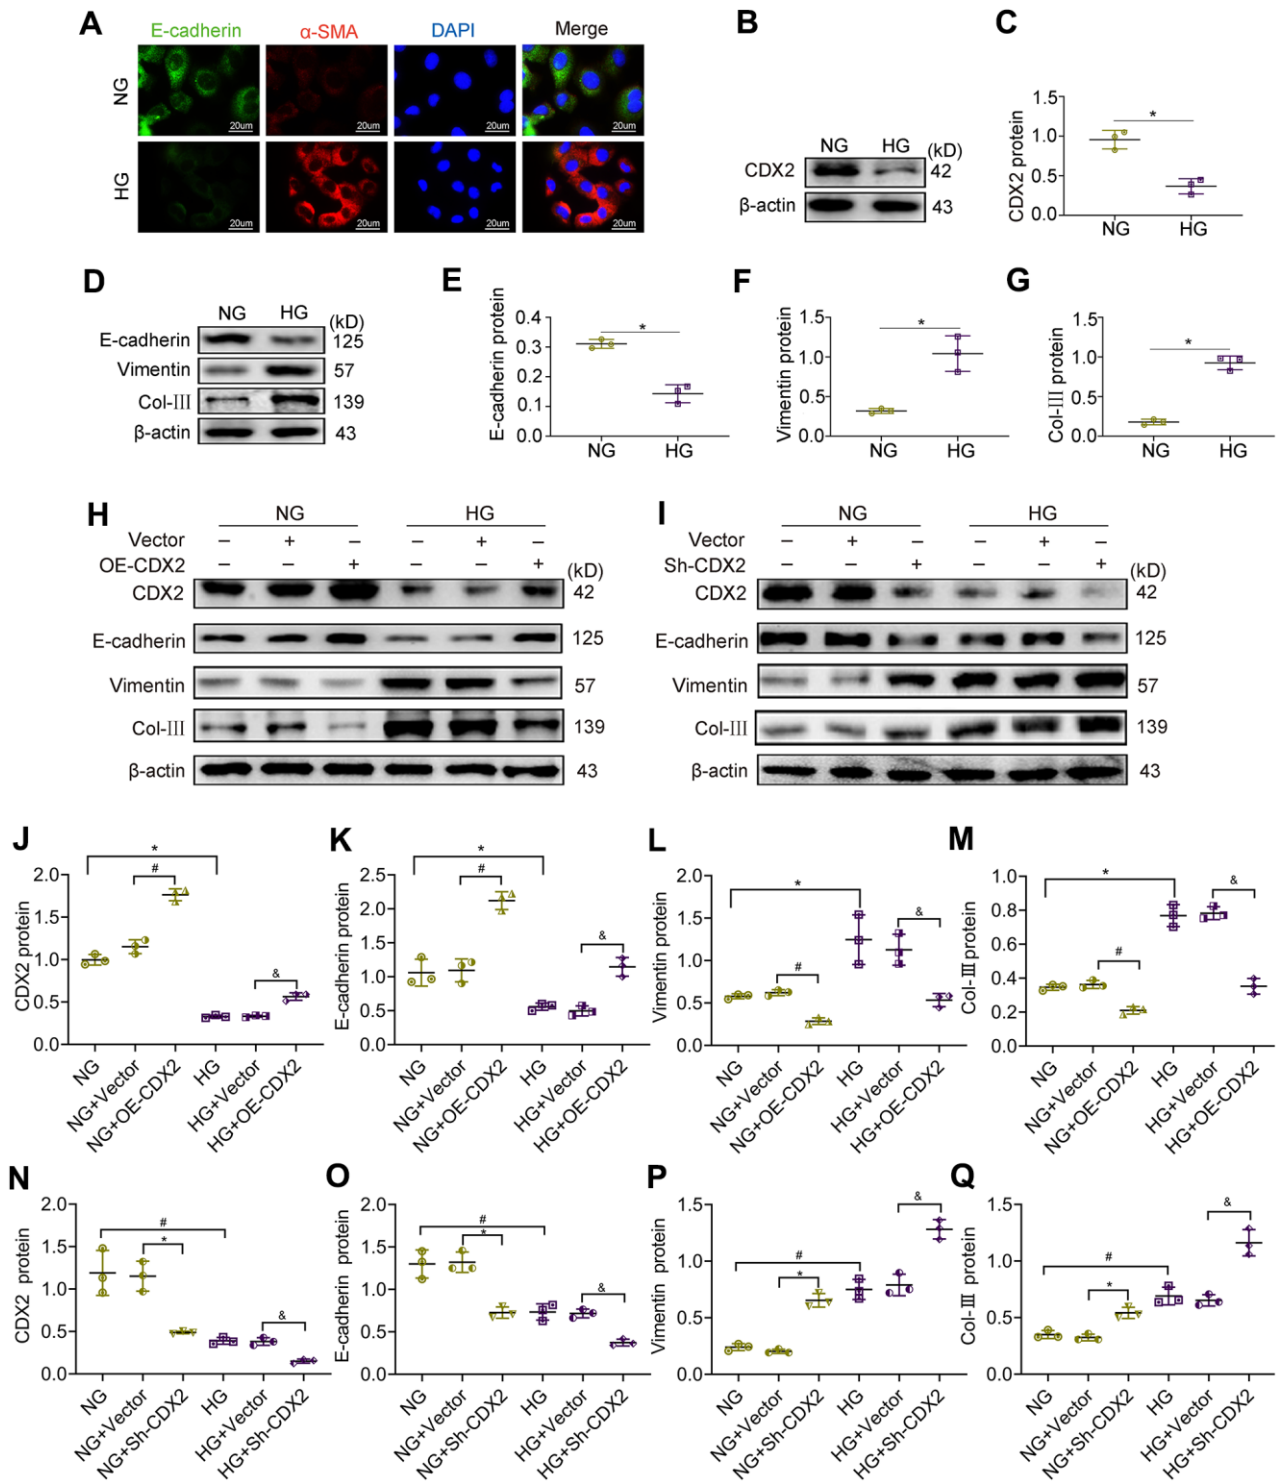 A
E-cadherin α-SMA DAPI Merge
NG
20um 20um 20um 20um
HG
20um 20um 20um 20um
B
NG HG (kD)
CDX2 42
β-actin 43
C
CDX2 protein
1.5
1.0
0.5
0.0
*
NG HG
D
NG HG (kD)
E-cadherin 125
Vimentin 57
Col-III 139
β-actin 43
E
E-cadherin protein
0.4
0.3
0.2
0.1
0.0
*
NG HG
F
Vimentin protein
1.5
1.0
0.5
0.0
*
NG HG
G
Col-III protein
1.5
1.0
0.5
0.0
*
NG HG
H
NG HG
Vector − + − − + −
OE-CDX2 − − + − − +
(kD)
CDX2 42
E-cadherin 125
Vimentin 57
Col-III 139
β-actin 43
I
NG HG
Vector − + − − + −
Sh-CDX2 − − + − − +
(kD)
CDX2 42
E-cadherin 125
Vimentin 57
Col-III 139
β-actin 43
J
CDX2 protein
2.0
1.5
1.0
0.5
0.0
*
#
&
NG NG+Vector NG+OE-CDX2 HG HG+Vector HG+OE-CDX2
K
E-cadherin protein
2.5
2.0
1.5
1.0
0.5
0.0
*
#
&
NG NG+Vector NG+OE-CDX2 HG HG+Vector HG+OE-CDX2
L
Vimentin protein
2.0
1.5
1.0
0.5
0.0
*
#
&
NG NG+Vector NG+OE-CDX2 HG HG+Vector HG+OE-CDX2
M
Col-III protein
1.0
0.8
0.6
0.4
0.2
0.0
*
#
&
NG NG+Vector NG+OE-CDX2 HG HG+Vector HG+OE-CDX2
N
CDX2 protein
2.0
1.5
1.0
0.5
0.0
#
*
&
NG NG+Vector NG+Sh-CDX2 HG HG+Vector HG+Sh-CDX2
O
E-cadherin protein
2.0
1.5
1.0
0.5
0.0
#
*
&
NG NG+Vector NG+Sh-CDX2 HG HG+Vector HG+Sh-CDX2
P
Vimentin protein
1.5
1.0
0.5
0.0
#
*
&
NG NG+Vector NG+Sh-CDX2 HG HG+Vector HG+Sh-CDX2
Q
Col-III protein
1.5
1.0
0.5
0.0
#
*
&
NG NG+Vector NG+Sh-CDX2 HG HG+Vector HG+Sh-CDX2